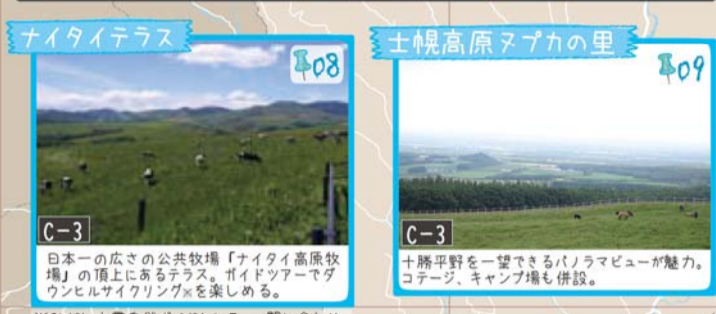 ナイタイテラス
08
C-3
日本一の広さの公共牧場「ナイタイ高原牧
場」の頂上にあるテラス。ガイドツアーでダ
ウンヒルサイクリング※を楽しめる。
士幌高原ヌプカの里
09
C-3
十勝平野を一望できるパノラマビューが魅力。
コテージ、キャンプ場も併設。